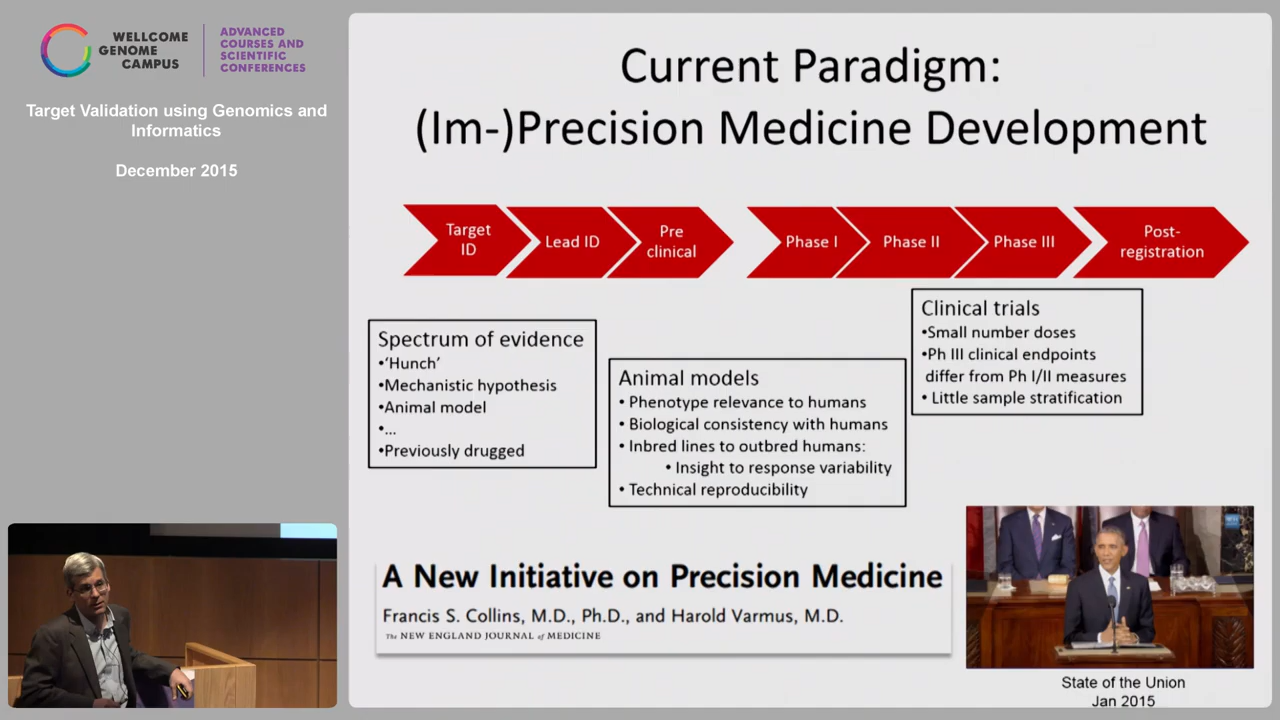 WELLCOME
GENOME
CAMPUS
ADVANCED
COURSES AND
SCIENTIFIC
CONFERENCES
Target Validation using Genomics and
Informatics
December 2015
Current Paradigm:
(Im-)Precision Medicine Development
Target
ID
Lead ID
Pre
clinical
Phase I
Phase II
Phase III
Post-
registration
Spectrum of evidence
•‘Hunch’
•Mechanistic hypothesis
•Animal model
•...
•Previously drugged
Animal models
• Phenotype relevance to humans
• Biological consistency with humans
• Inbred lines to outbred humans:
• Insight to response variability
• Technical reproducibility
Clinical trials
•Small number doses
•Ph III clinical endpoints
differ from Ph I/II measures
• Little sample stratification
A New Initiative on Precision Medicine
Francis S. Collins, M.D., Ph.D., and Harold Varmus, M.D.
The NEW ENGLAND JOURNAL of MEDICINE
State of the Union
Jan 2015